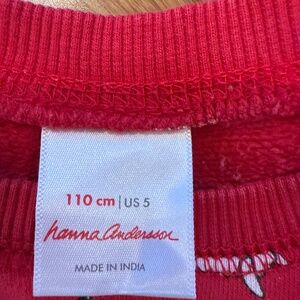 110 cm | US 5
hanna Andersson
MADE IN INDIA